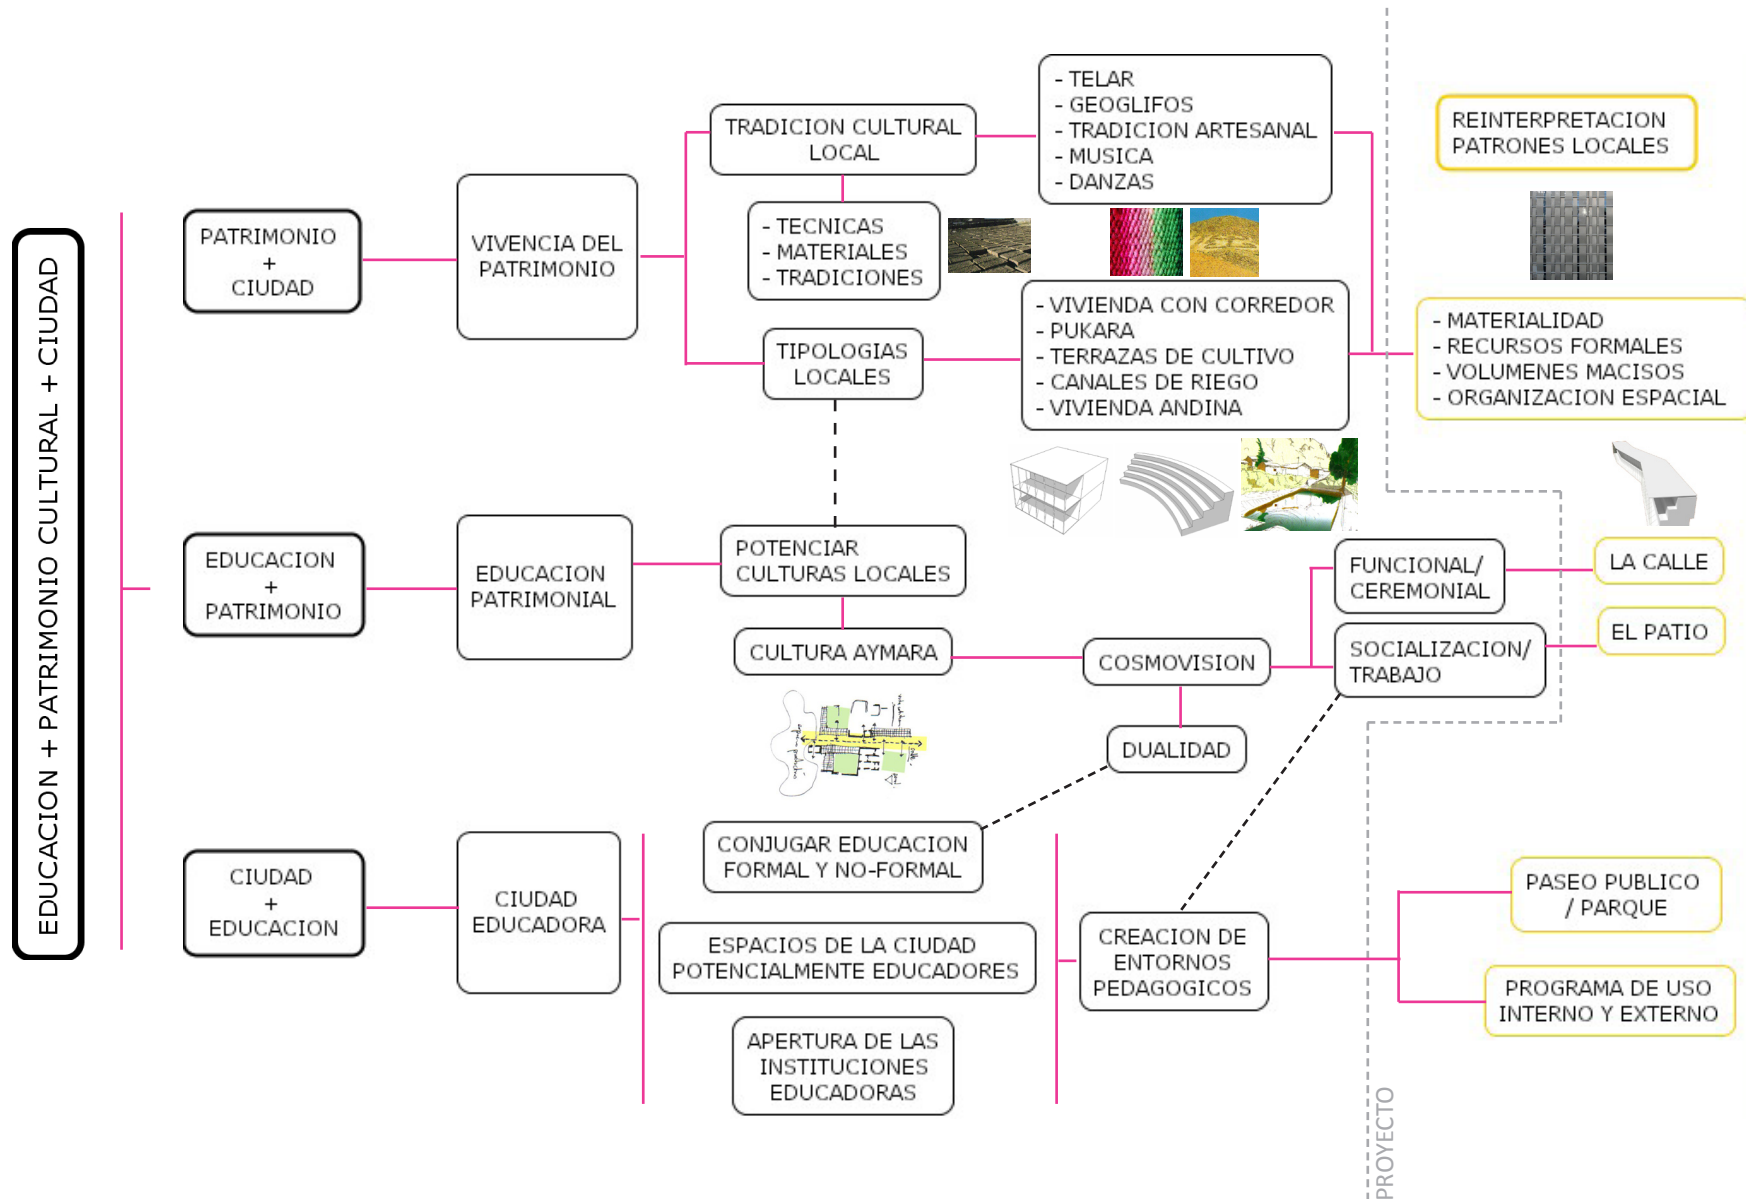 EDUCACION + PATRIMONIO CULTURAL + CIUDAD
PATRIMONIO
+
CIUDAD
VIVENCIA DEL
PATRIMONIO
TRADICION CULTURAL
LOCAL
- TELAR
- GEOGLIFOS
- TRADICION ARTESANAL
- MUSICA
- DANZAS
- TECNICAS
- MATERIALES
- TRADICIONES
TIPOLOGIAS
LOCALES
- VIVIENDA CON CORREDOR
- PUKARA
- TERRAZAS DE CULTIVO
- CANALES DE RIEGO
- VIVIENDA ANDINA
REINTERPRETACION
PATRONES LOCALES
- MATERIALIDAD
- RECURSOS FORMALES
- VOLUMENES MACISOS
- ORGANIZACION ESPACIAL
EDUCACION
+
PATRIMONIO
EDUCACION
PATRIMONIAL
POTENCIAR
CULTURAS LOCALES
CULTURA AYMARA
COSMOVISION
DUALIDAD
FUNCIONAL/
CEREMONIAL
SOCIALIZACION/
TRABAJO
LA CALLE
EL PATIO
CIUDAD
+
EDUCACION
CIUDAD
EDUCADORA
CONJUGAR EDUCACION
FORMAL Y NO-FORMAL
ESPACIOS DE LA CIUDAD
POTENCIALMENTE EDUCADORES
APERTURA DE LAS
INSTITUCIONES
EDUCADORAS
CREACION DE
ENTORNOS
PEDAGOGICOS
PASEO PUBLICO
/ PARQUE
PROGRAMA DE USO
INTERNO Y EXTERNO
PROYECTO